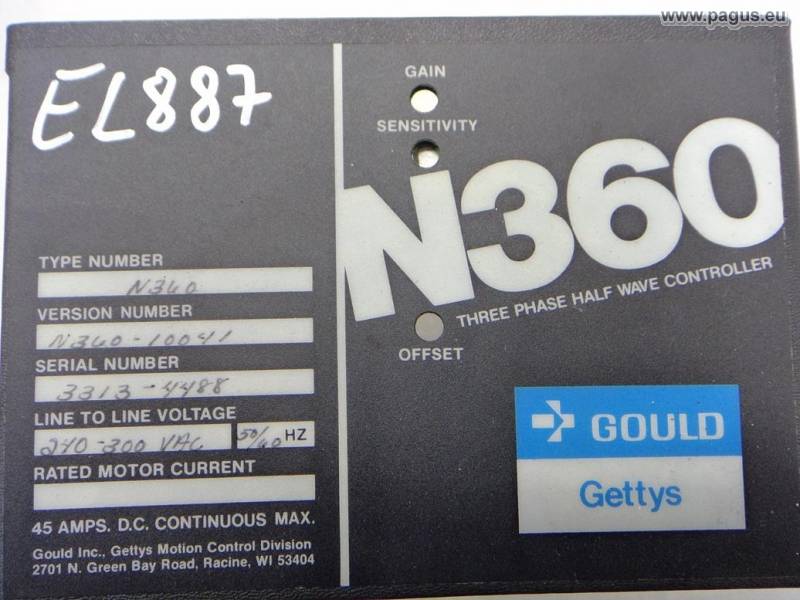 www.pagus.eu
EL887
GAIN
SENSITIVITY
N360
THREE PHASE HALF WAVE CONTROLLER
OFFSET
TYPE NUMBER
N360
VERSION NUMBER
N360-10041
SERIAL NUMBER
3313-4488
LINE TO LINE VOLTAGE
240-300 VAC 50/60 HZ
RATED MOTOR CURRENT
45 AMPS. D.C. CONTINUOUS MAX.
Gould Inc., Gettys Motion Control Division
2701 N. Green Bay Road, Racine, WI 53404
GOULD
Gettys